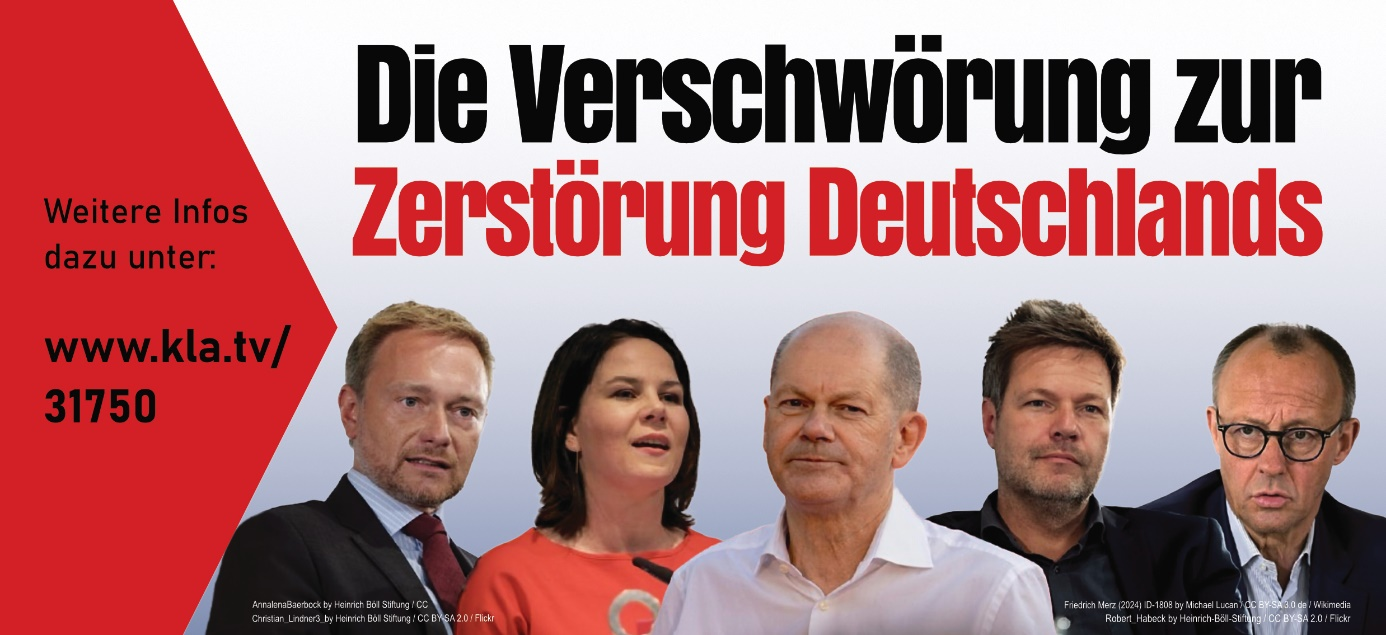 Die Verschwörung zur
Zerstörung Deutschlands
Weitere Infos
dazu unter:
www.kla.tv/
31750
AnnalenaBaerbock by Heinrich Böll Stiftung / CC
Christian_Lindner3_by Heinrich Böll Stiftung / CC BY-SA 2.0 / Flickr
Friedrich Merz (2024) ID-1808 by Michael Lucan / CC BY-SA 3.0 de / Wikimedia
Robert_Habeck by Heinrich-Böll-Stiftung / CC BY-SA 2.0 / Flickr